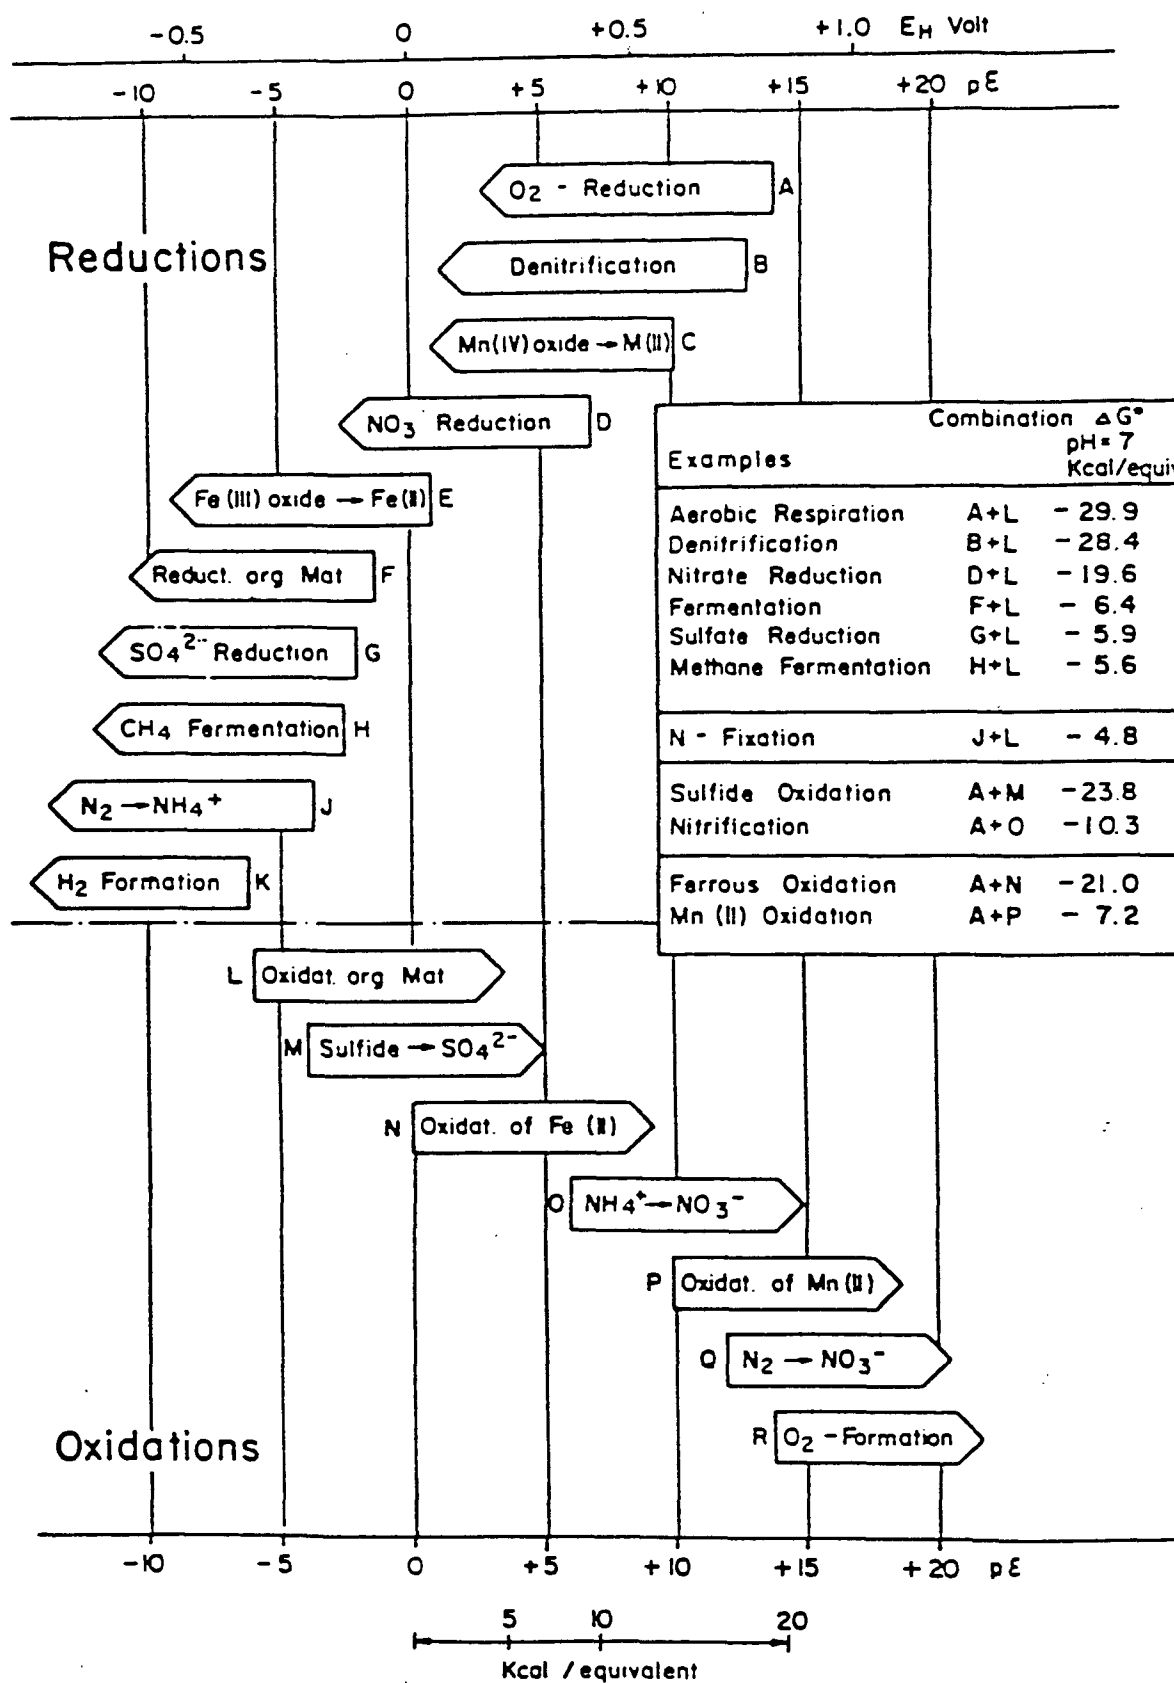 -0.5 0 +0.5 +1.0 EH Volt
-10 -5 0 +5 +10 +15 +20 pε
O2 - Reduction A
Reductions
Denitrification B
Mn(IV) oxide → M(II) C
NO3 Reduction D
Fe(III) oxide → Fe(II) E
Reduct. org Mat F
SO4 2- Reduction G
CH4 Fermentation H
N2 → NH4+ J
H2 Formation K
Examples Combination ΔG°
pH = 7
Kcal/equiv
Aerobic Respiration A+L - 29.9
Denitrification B+L - 28.4
Nitrate Reduction D+L - 19.6
Fermentation F+L - 6.4
Sulfate Reduction G+L - 5.9
Methane Fermentation H+L - 5.6
N - Fixation J+L - 4.8
Sulfide Oxidation A+M -23.8
Nitrification A+O -10.3
Ferrous Oxidation A+N -21.0
Mn (II) Oxidation A+P - 7.2
L Oxidat. org Mat
M Sulfide → SO4 2-
N Oxidat. of Fe (II)
O NH4+ → NO3-
P Oxidat. of Mn (II)
Q N2 → NO3-
R O2 - Formation
Oxidations
-10 -5 0 +5 +10 +15 +20 pε
5 10 20
Kcal / equivalent